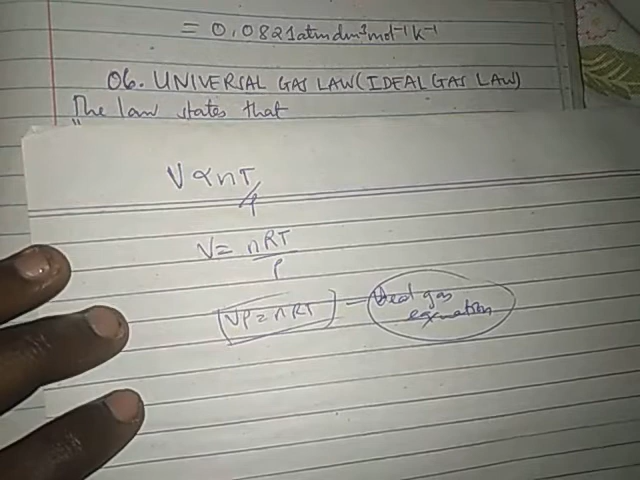 = 0.0821atmdm³mol⁻¹k⁻¹
06. UNIVERSAL GAS LAW(IDEAL GAS LAW)
The law states that
"
V ∝ nT/P
V = nRT/P
VP = nRT = Ideal gas
equation